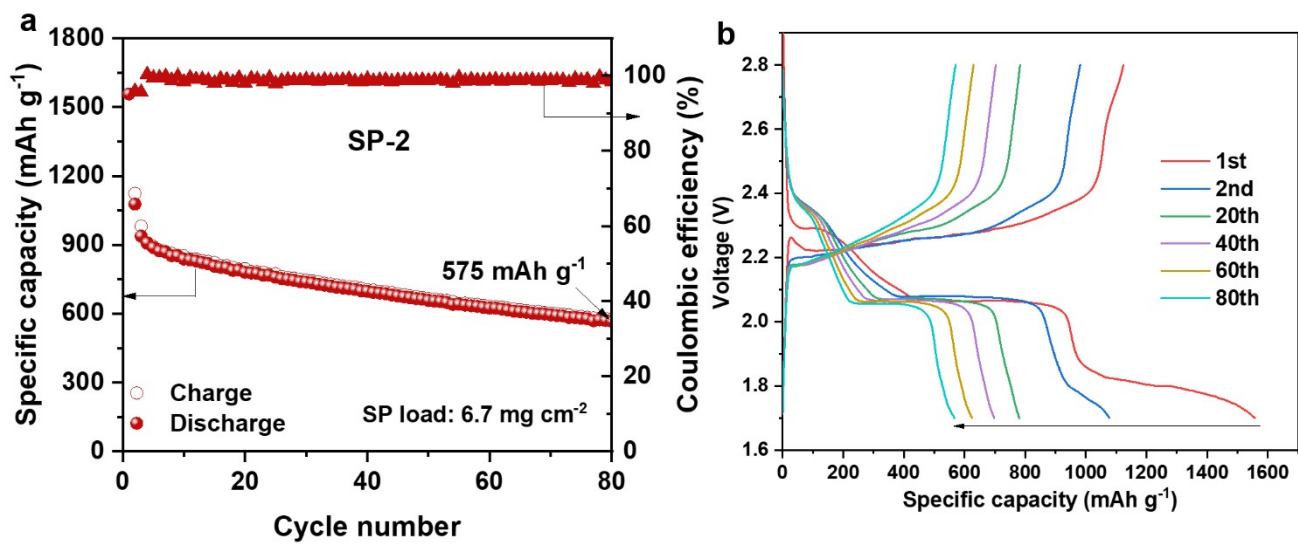 a
Specific capacity (mAh g⁻¹)
1800
1500
1200
900
600
300
0
SP-2
575 mAh g⁻¹
Charge
Discharge
SP load: 6.7 mg cm⁻²
0 20 40 60 80
Cycle number
100
80
60
40
20
0
Coulombic efficiency (%)
b
Voltage (V)
2.8
2.6
2.4
2.2
2.0
1.8
1.6
1st
2nd
20th
40th
60th
80th
0 200 400 600 800 1000 1200 1400 1600
Specific capacity (mAh g⁻¹)